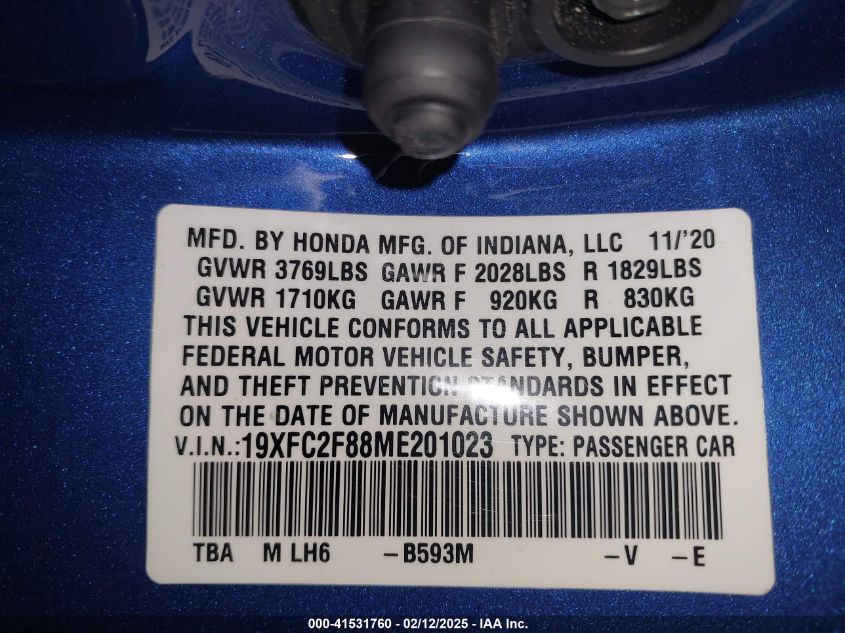 MFD. BY HONDA MFG. OF INDIANA, LLC 11/'20
GVWR 3769LBS GAWR F 2028LBS R 1829LBS
GVWR 1710KG GAWR F 920KG R 830KG
THIS VEHICLE CONFORMS TO ALL APPLICABLE
FEDERAL MOTOR VEHICLE SAFETY, BUMPER,
AND THEFT PREVENTION STANDARDS IN EFFECT
ON THE DATE OF MANUFACTURE SHOWN ABOVE.
V.I.N.:19XFC2F88ME201023 TYPE: PASSENGER CAR
TBA M LH6 -B593M -V -E
000-41531760 - 02/12/2025 - IAA Inc.